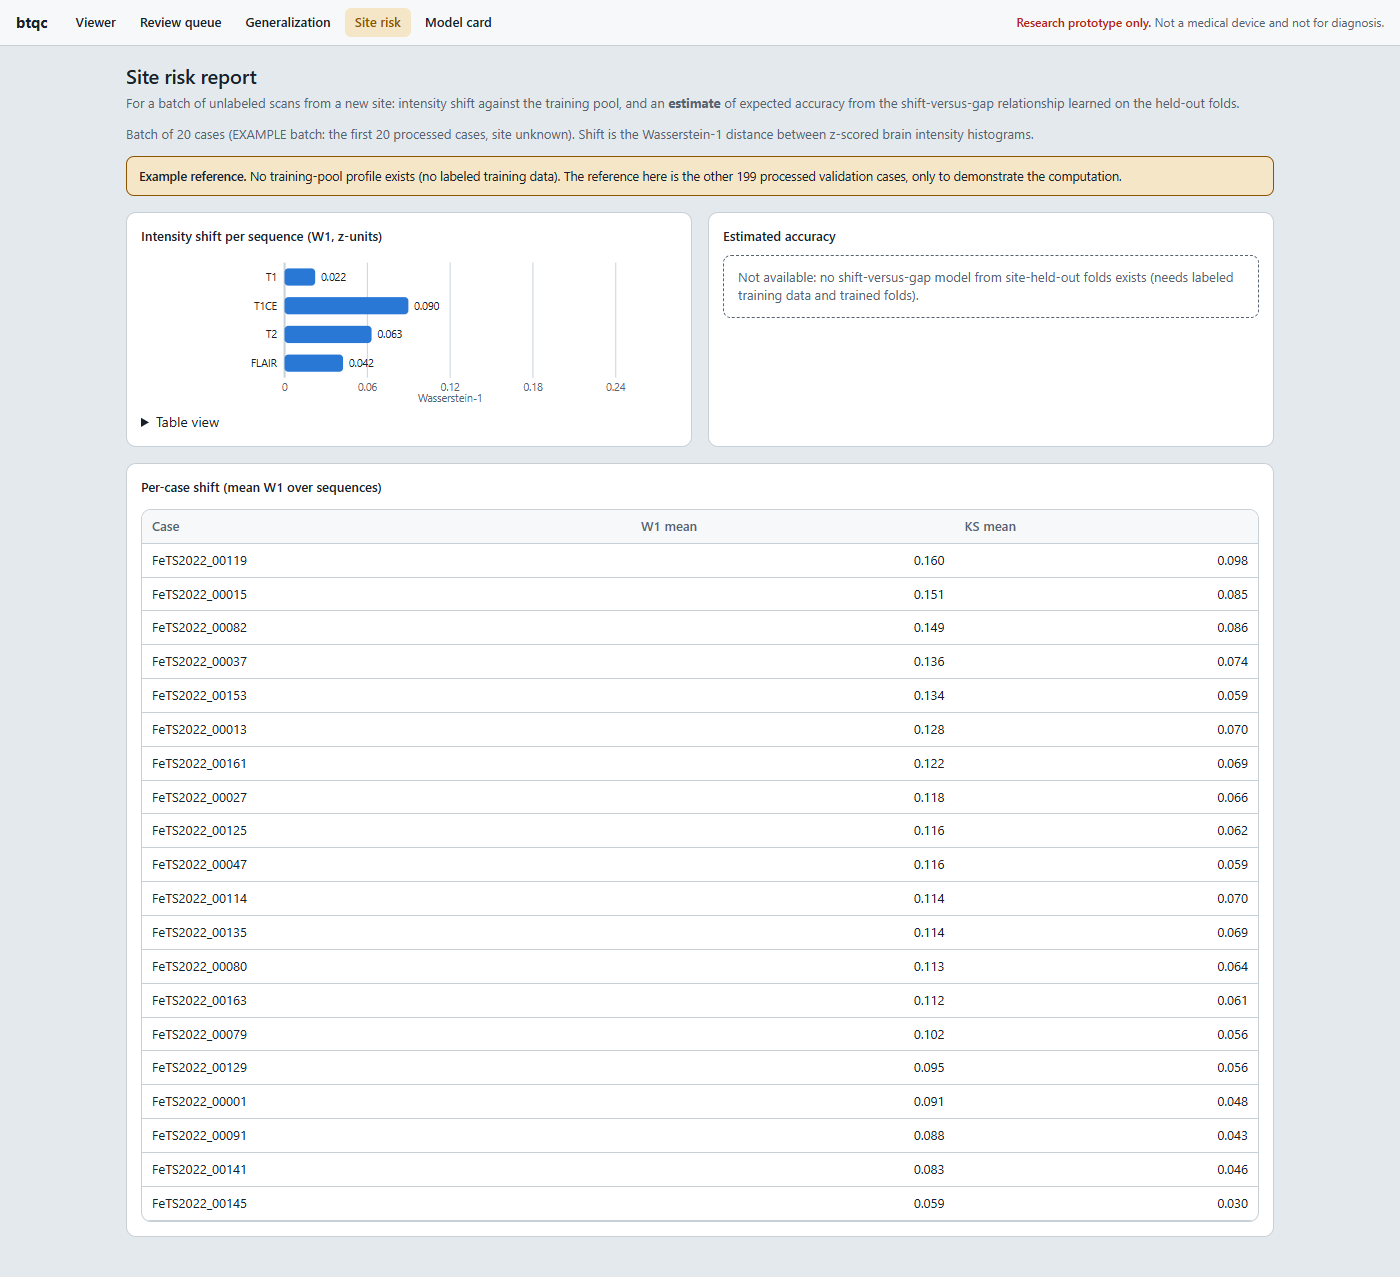 btqc Viewer Review queue Generalization Site risk Model card Research prototype only. Not a medical device and not for diagnosis.
Site risk report
For a batch of unlabeled scans from a new site: intensity shift against the training pool, and an estimate of expected accuracy from the shift-versus-gap relationship learned on the held-out folds.
Batch of 20 cases (EXAMPLE batch: the first 20 processed cases, site unknown). Shift is the Wasserstein-1 distance between z-scored brain intensity histograms.
Example reference. No training-pool profile exists (no labeled training data). The reference here is the other 199 processed validation cases, only to demonstrate the computation.
Intensity shift per sequence (W1, z-units)
T1 0.022
T1CE 0.090
T2 0.063
FLAIR 0.042
0 0.06 0.12 0.18 0.24
Wasserstein-1
Table view
Estimated accuracy
Not available: no shift-versus-gap model from site-held-out folds exists (needs labeled
training data and trained folds).
Per-case shift (mean W1 over sequences)
Case W1 mean KS mean
FeTS2022_00119 0.160 0.098
FeTS2022_00015 0.151 0.085
FeTS2022_00082 0.149 0.086
FeTS2022_00037 0.136 0.074
FeTS2022_00153 0.134 0.059
FeTS2022_00013 0.128 0.070
FeTS2022_00161 0.122 0.069
FeTS2022_00027 0.118 0.066
FeTS2022_00125 0.116 0.062
FeTS2022_00047 0.116 0.059
FeTS2022_00114 0.114 0.070
FeTS2022_00135 0.114 0.069
FeTS2022_00080 0.113 0.064
FeTS2022_00163 0.112 0.061
FeTS2022_00079 0.102 0.056
FeTS2022_00129 0.095 0.056
FeTS2022_00001 0.091 0.048
FeTS2022_00091 0.088 0.043
FeTS2022_00141 0.083 0.046
FeTS2022_00145 0.059 0.030